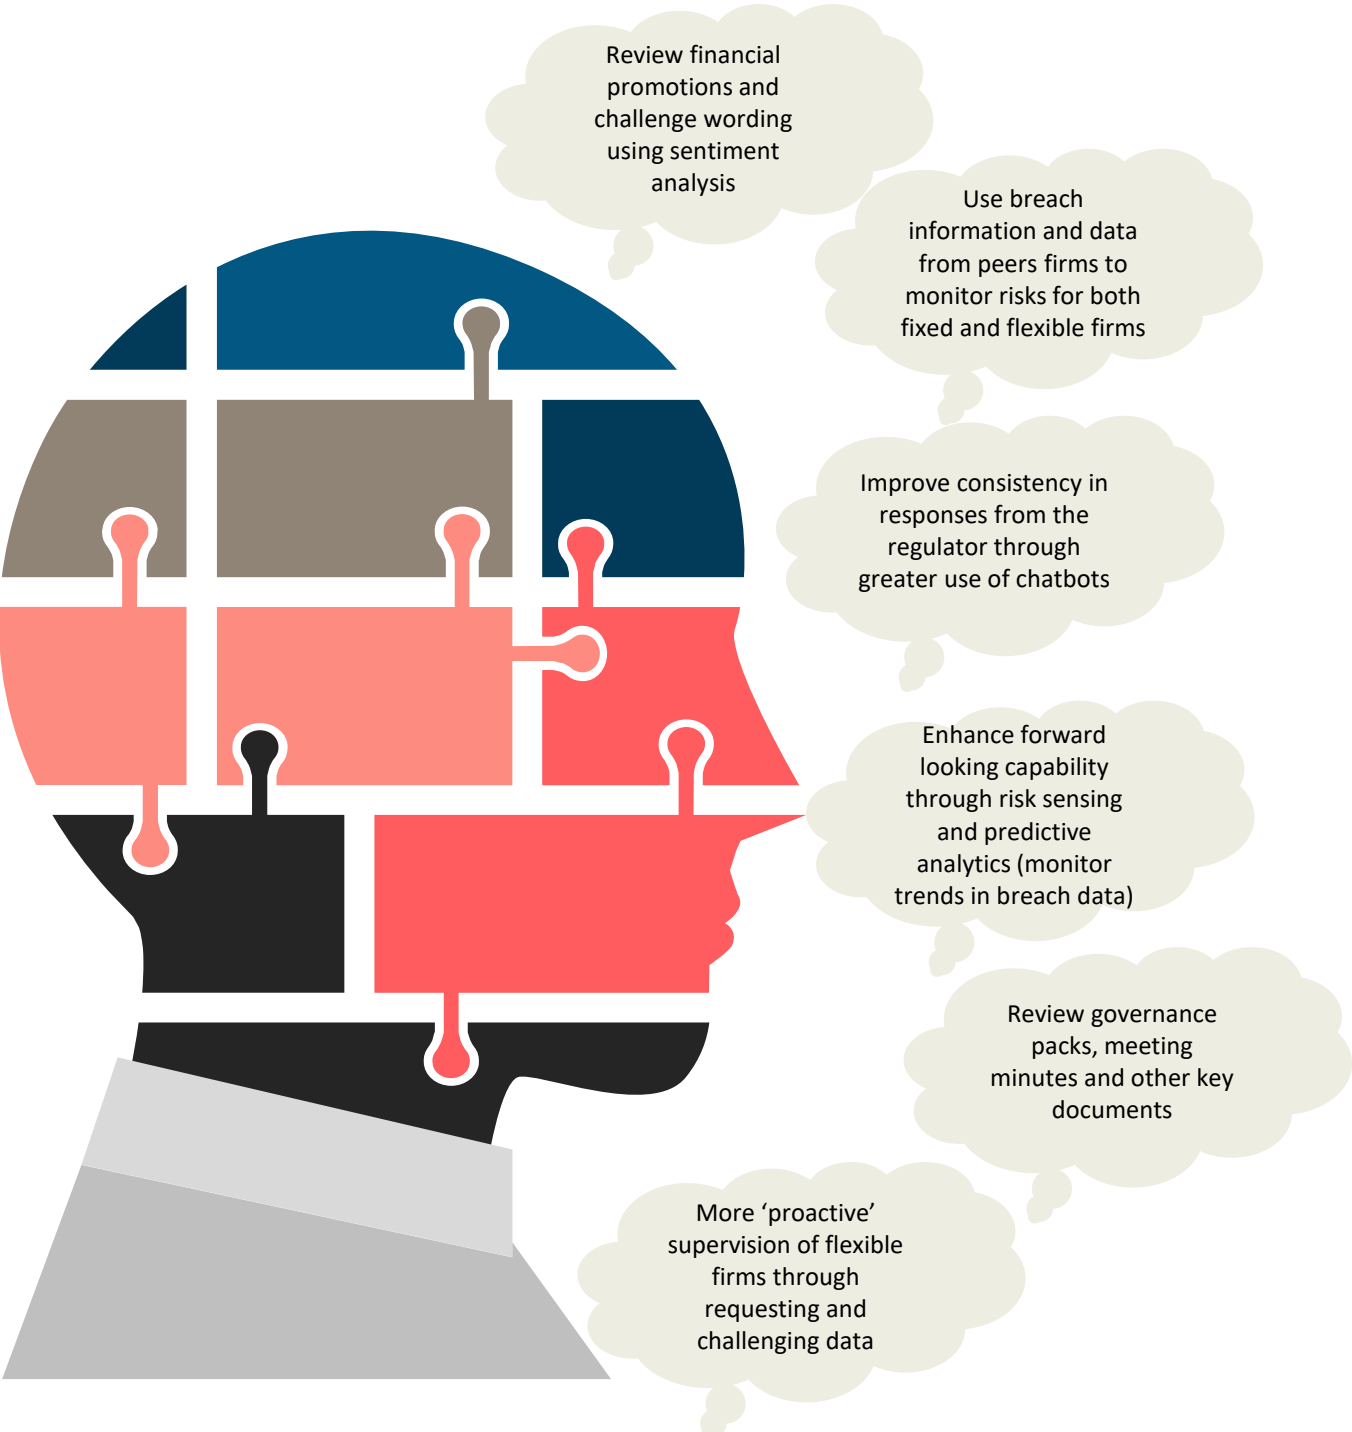 Review financial
promotions and
challenge wording
using sentiment
analysis
Use breach
information and data
from peers firms to
monitor risks for both
fixed and flexible firms
Improve consistency in
responses from the
regulator through
greater use of chatbots
Enhance forward
looking capability
through risk sensing
and predictive
analytics (monitor
trends in breach data)
Review governance
packs, meeting
minutes and other key
documents
More ‘proactive’
supervision of flexible
firms through
requesting and
challenging data